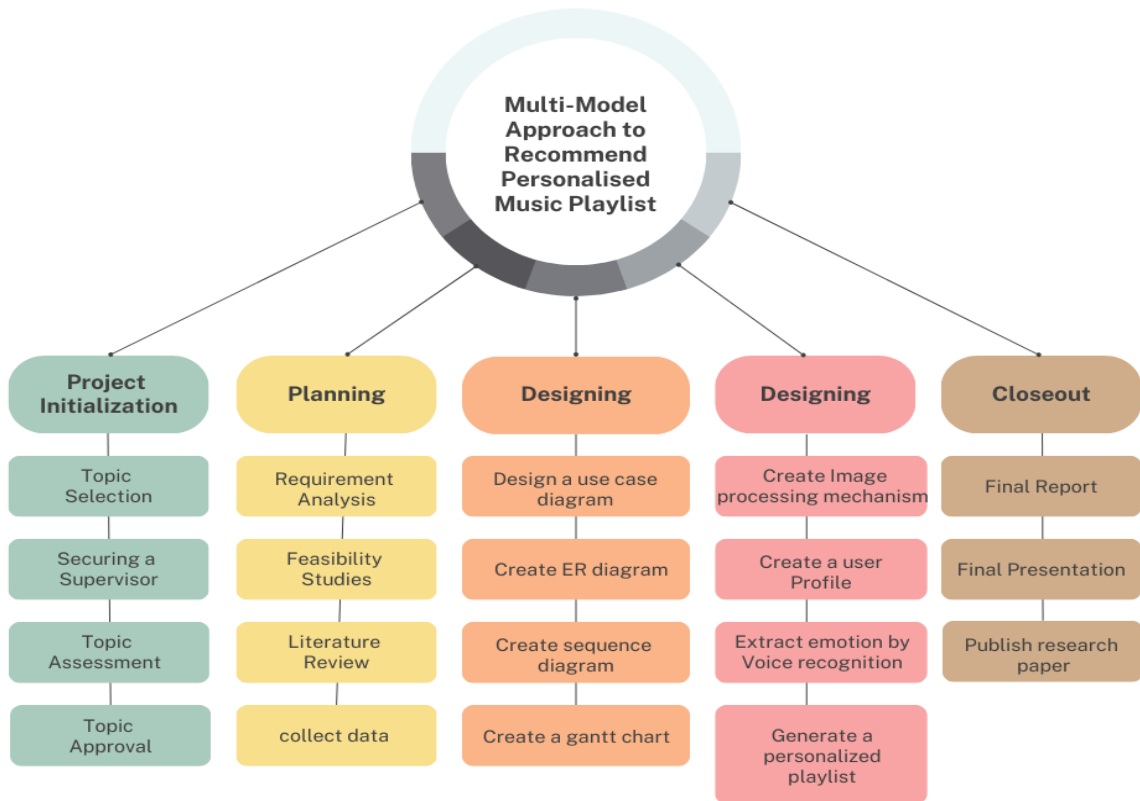 Multi-Model
Approach to
Recommend
Personalised
Music Playlist
Project
Initialization
Topic
Selection
Securing a
Supervisor
Topic
Assessment
Topic
Approval
Planning
Requirement
Analysis
Feasibility
Studies
Literature
Review
collect data
Designing
Design a use case
diagram
Create ER diagram
Create sequence
diagram
Create a gantt chart
Designing
Create Image
processing mechanism
Create a user
Profile
Extract emotion by
Voice recognition
Generate a
personalized
playlist
Closeout
Final Report
Final Presentation
Publish research
paper